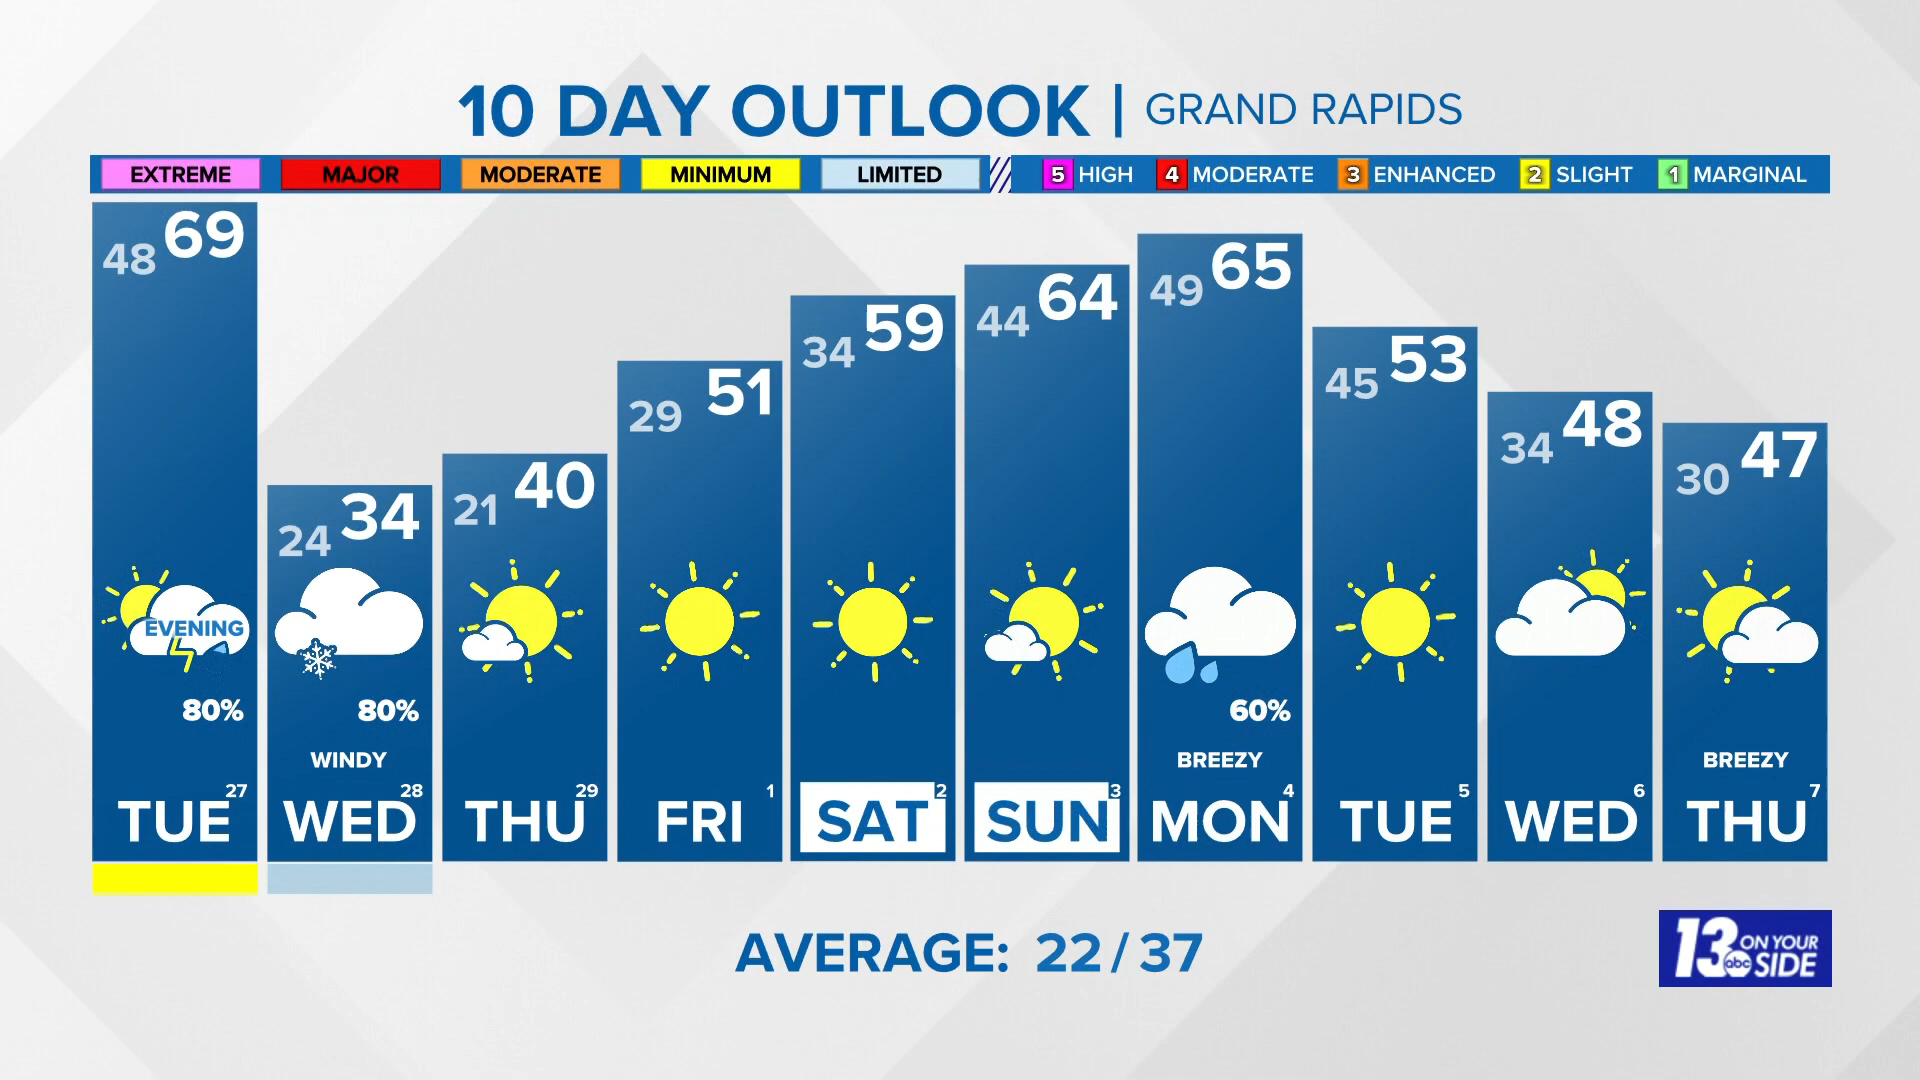 10 DAY OUTLOOK | GRAND RAPIDS
EXTREME MAJOR MODERATE MINIMUM LIMITED 5 HIGH 4 MODERATE 3 ENHANCED 2 SLIGHT 1 MARGINAL
48 69
EVENING
80%
27
TUE
24 34
80%
WINDY
28
WED
21 40
29
THU
29 51
1
FRI
34 59
2
SAT
44 64
3
SUN
49 65
60%
BREEZY
4
MON
45 53
5
TUE
34 48
6
WED
30 47
BREEZY
7
THU
AVERAGE: 22 / 37
13 abc ON YOUR
SIDE